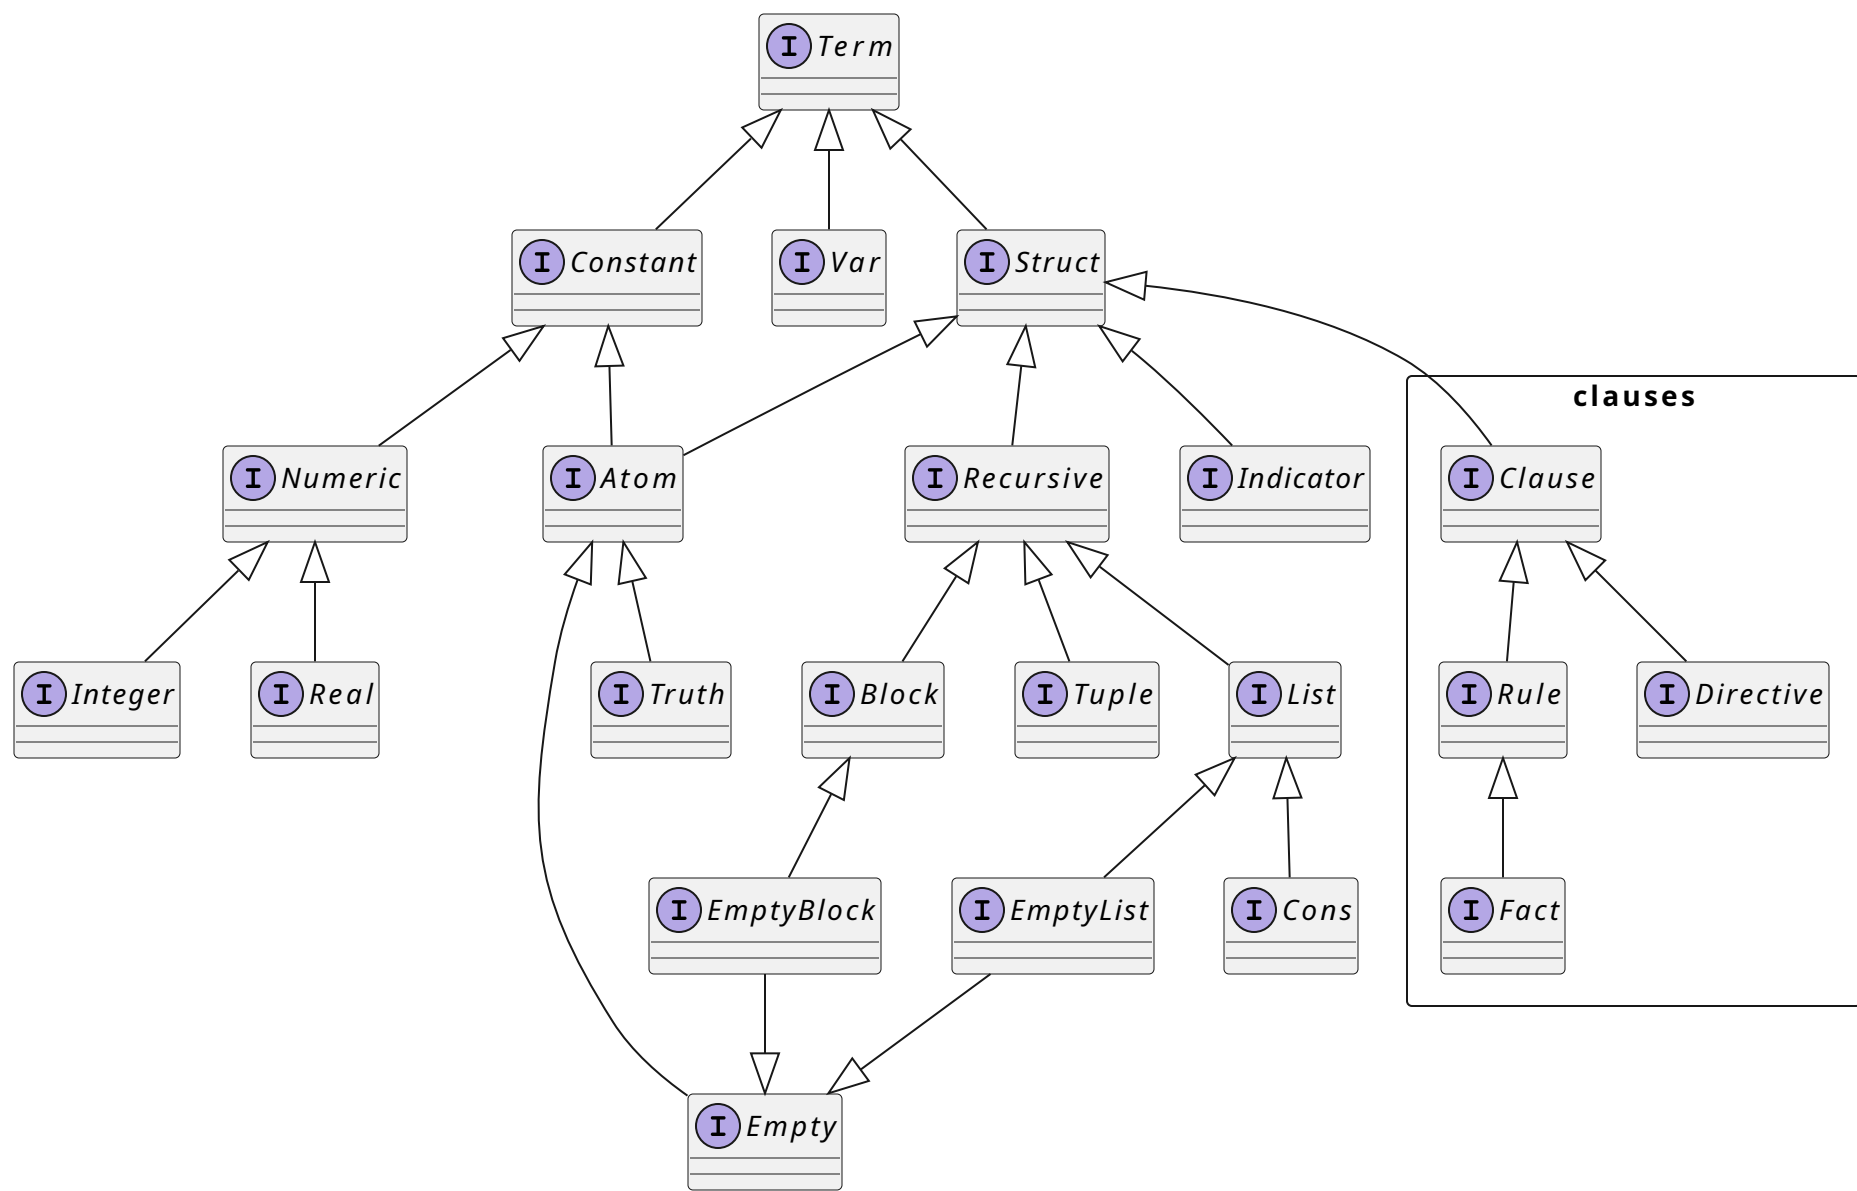 I Term
I Constant
I Var
I Struct
clauses
I Numeric
I Atom
I Recursive
I Indicator
I Clause
I Integer
I Real
I Truth
I Block
I Tuple
I List
I Rule
I Directive
I EmptyBlock
I EmptyList
I Cons
I Fact
I Empty